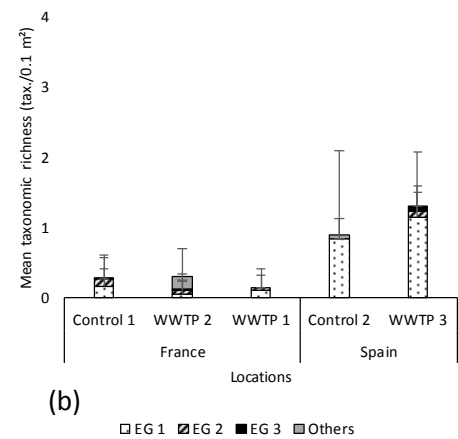 Mean taxonomic richness (tax./0.1 m²)
4
3
2
1
0
Control 1 WWTP 2 WWTP 1 Control 2 WWTP 3
France Spain
Locations
(b)
EG 1 EG 2 EG 3 Others